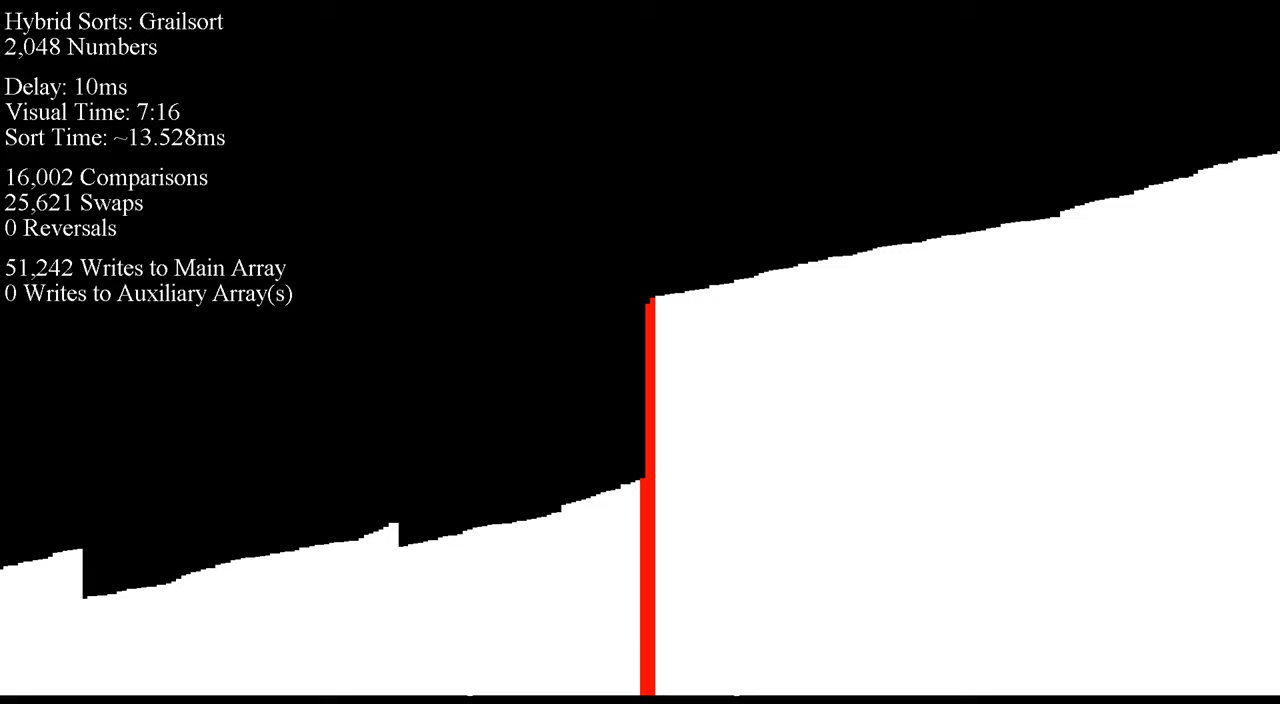 Hybrid Sorts: Grailsort
2,048 Numbers
Delay: 10ms
Visual Time: 7:16
Sort Time: ~13.528ms
16,002 Comparisons
25,621 Swaps
0 Reversals
51,242 Writes to Main Array
0 Writes to Auxiliary Array(s)